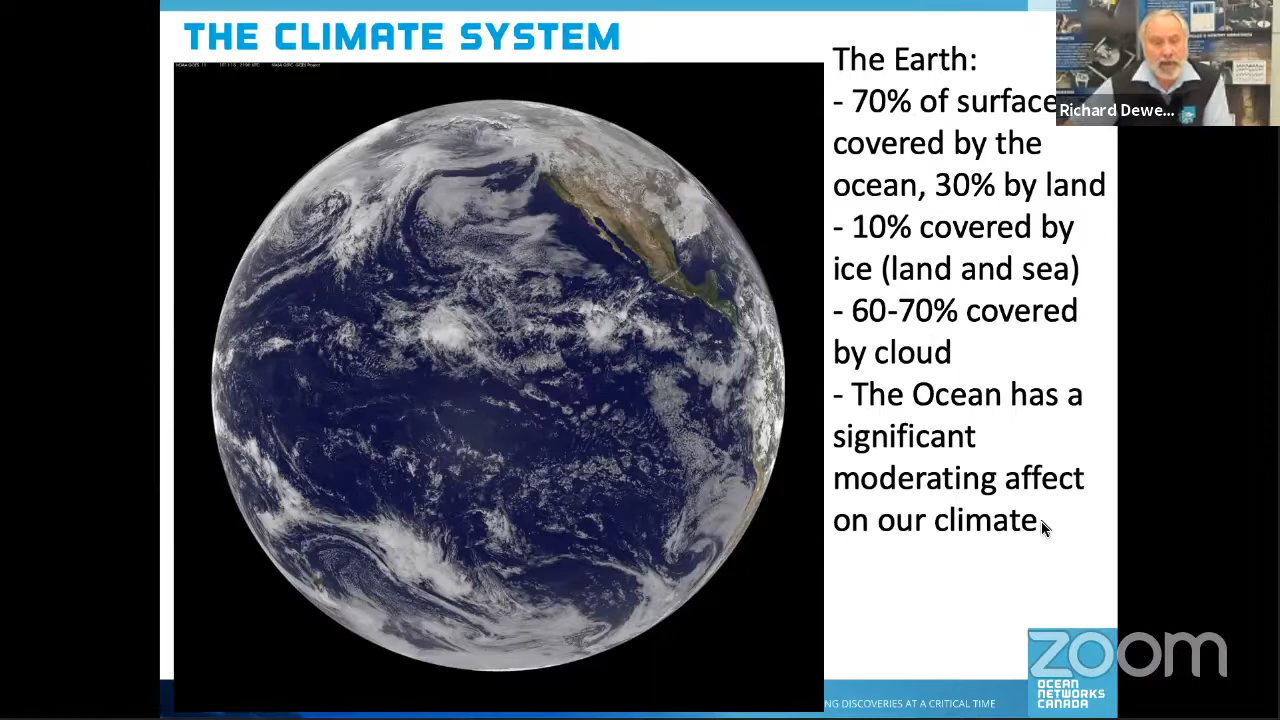 THE CLIMATE SYSTEM
The Earth:
- 70% of surface
covered by the
ocean, 30% by land
- 10% covered by
ice (land and sea)
- 60-70% covered
by cloud
- The Ocean has a
significant
moderating affect
on our climate
Richard Dewe...
zoom
OCEAN
NETWORKS
CANADA
NG DISCOVERIES AT A CRITICAL TIME